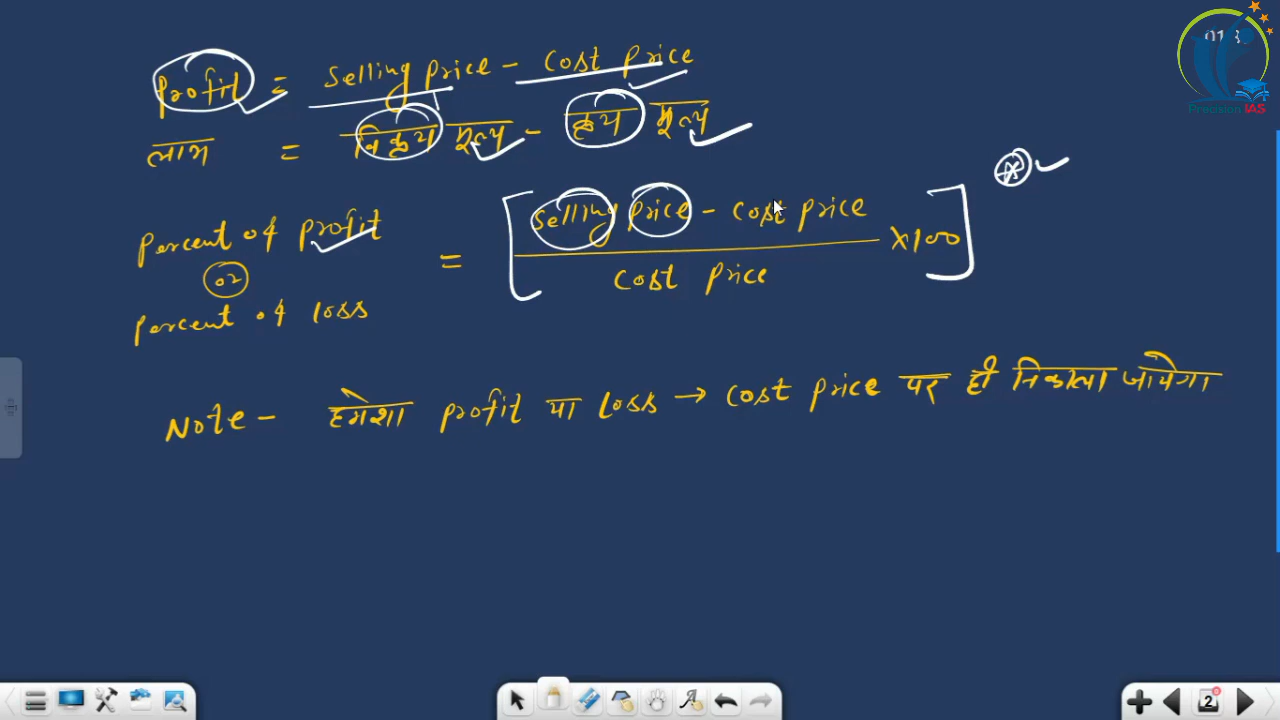 Profit = Selling Price - Cost Price
लाभ = विक्रय मूल्य - क्रय मूल्य
Percent of Profit
or
Percent of loss
= [Selling Price - Cost Price / Cost Price × 100]
Note - हमेशा Profit या Loss → Cost Price पर ही निकाला जायेगा
Precision IAS
2